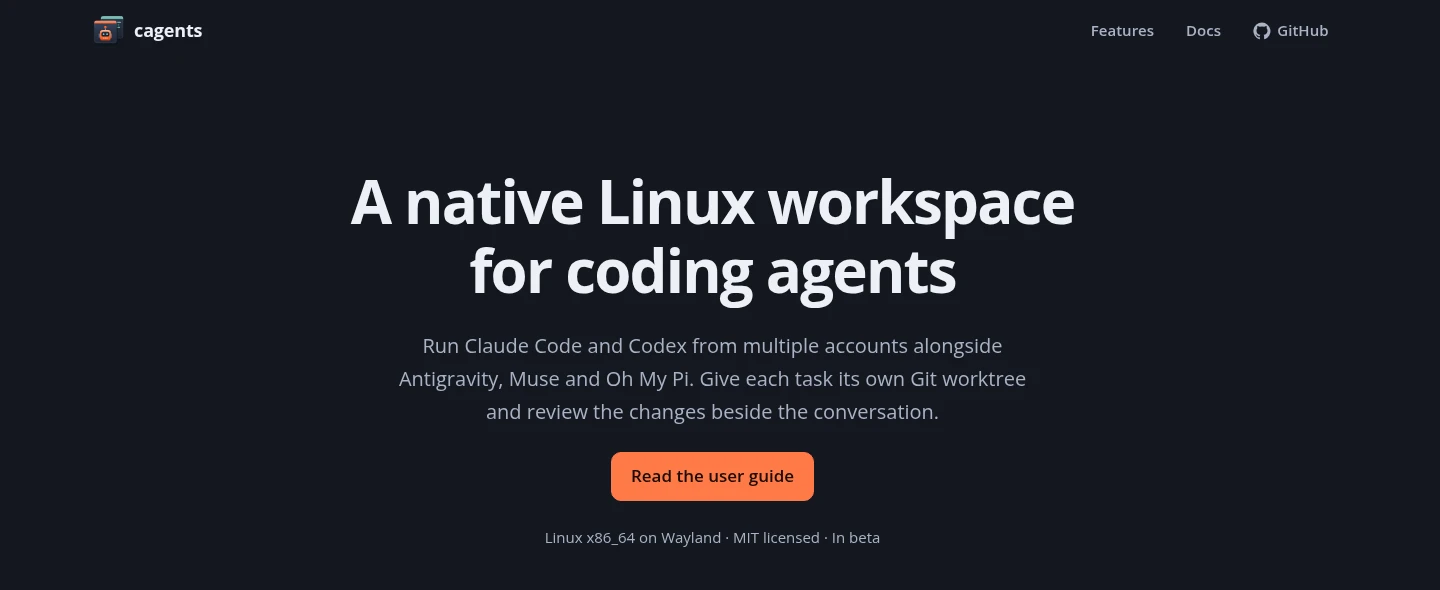 cagents
Features
Docs
GitHub
A native Linux workspace
for coding agents
Run Claude Code and Codex from multiple accounts alongside
Antigravity, Muse and Oh My Pi. Give each task its own Git worktree
and review the changes beside the conversation.
Read the user guide
Linux x86_64 on Wayland · MIT licensed · In beta